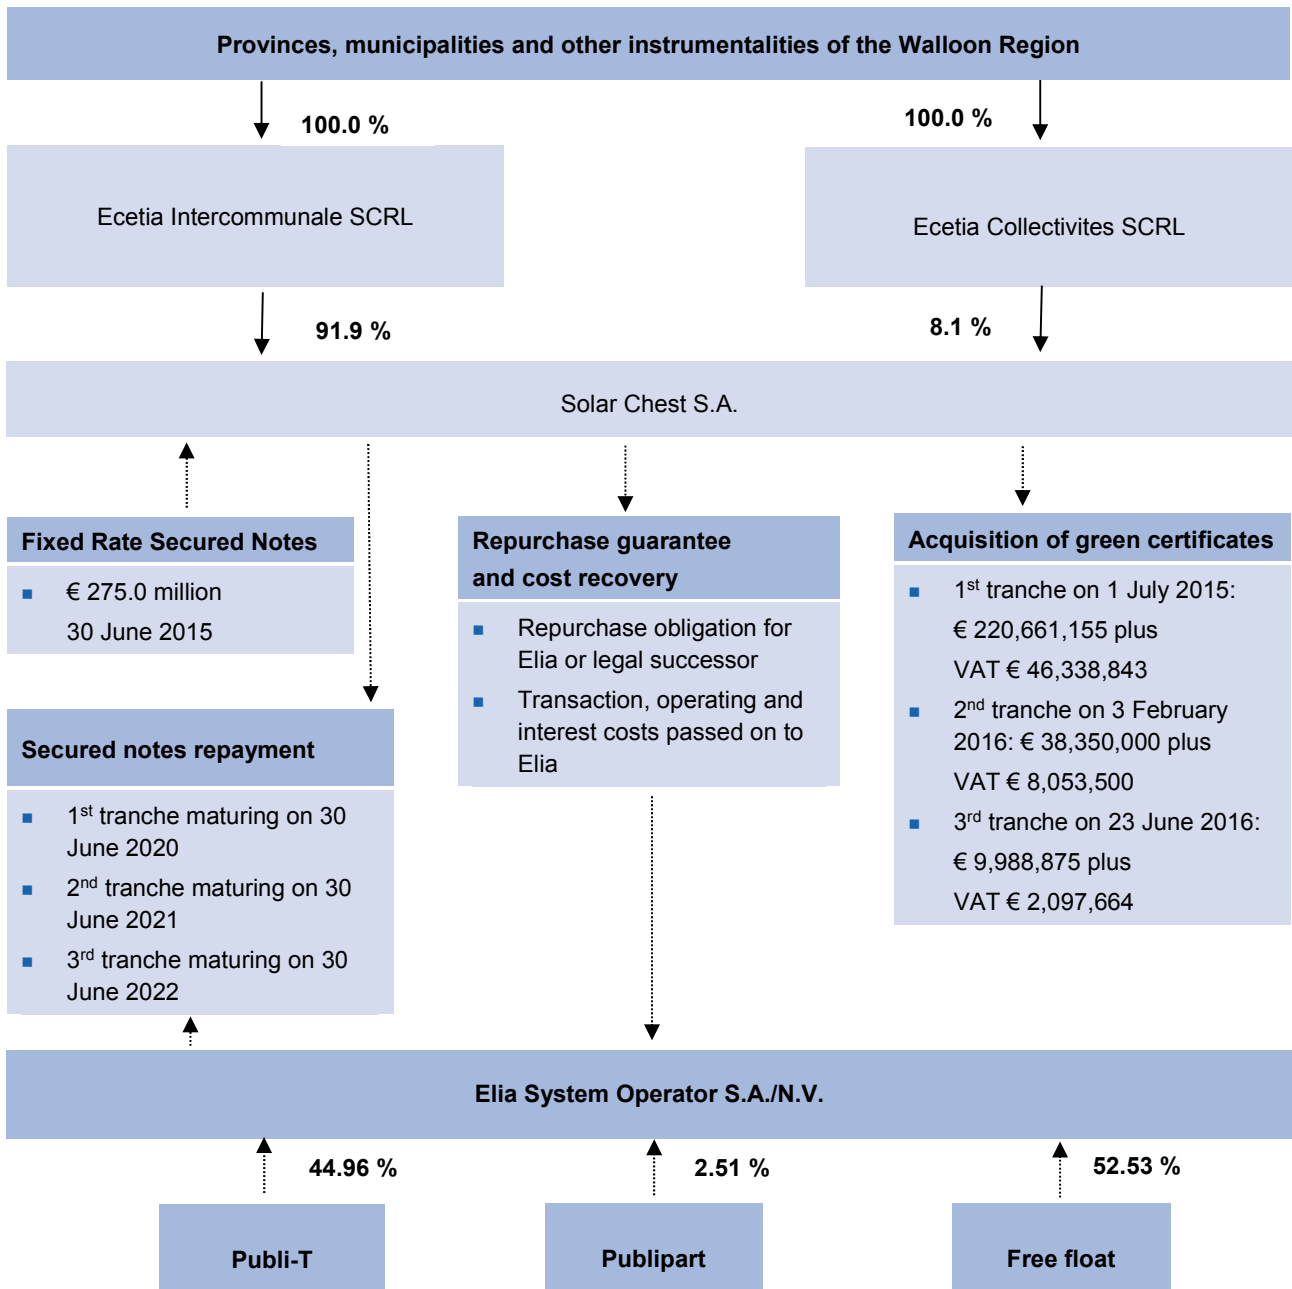 Provinces, municipalities and other instrumentalities of the Walloon Region
100.0 %
100.0 %
Ecetia Intercommunale SCRL
Ecetia Collectivites SCRL
91.9 %
8.1 %
Solar Chest S.A.
Fixed Rate Secured Notes
■ € 275.0 million
30 June 2015
Secured notes repayment
■ 1st tranche maturing on 30
June 2020
■ 2nd tranche maturing on 30
June 2021
■ 3rd tranche maturing on 30
June 2022
Repurchase guarantee
and cost recovery
■ Repurchase obligation for
Elia or legal successor
■ Transaction, operating and
interest costs passed on to
Elia
Acquisition of green certificates
■ 1st tranche on 1 July 2015:
€ 220,661,155 plus
VAT € 46,338,843
■ 2nd tranche on 3 February
2016: € 38,350,000 plus
VAT € 8,053,500
■ 3rd tranche on 23 June 2016:
€ 9,988,875 plus
VAT € 2,097,664
Elia System Operator S.A./N.V.
44.96 %
2.51 %
52.53 %
Publi-T
Publipart
Free float